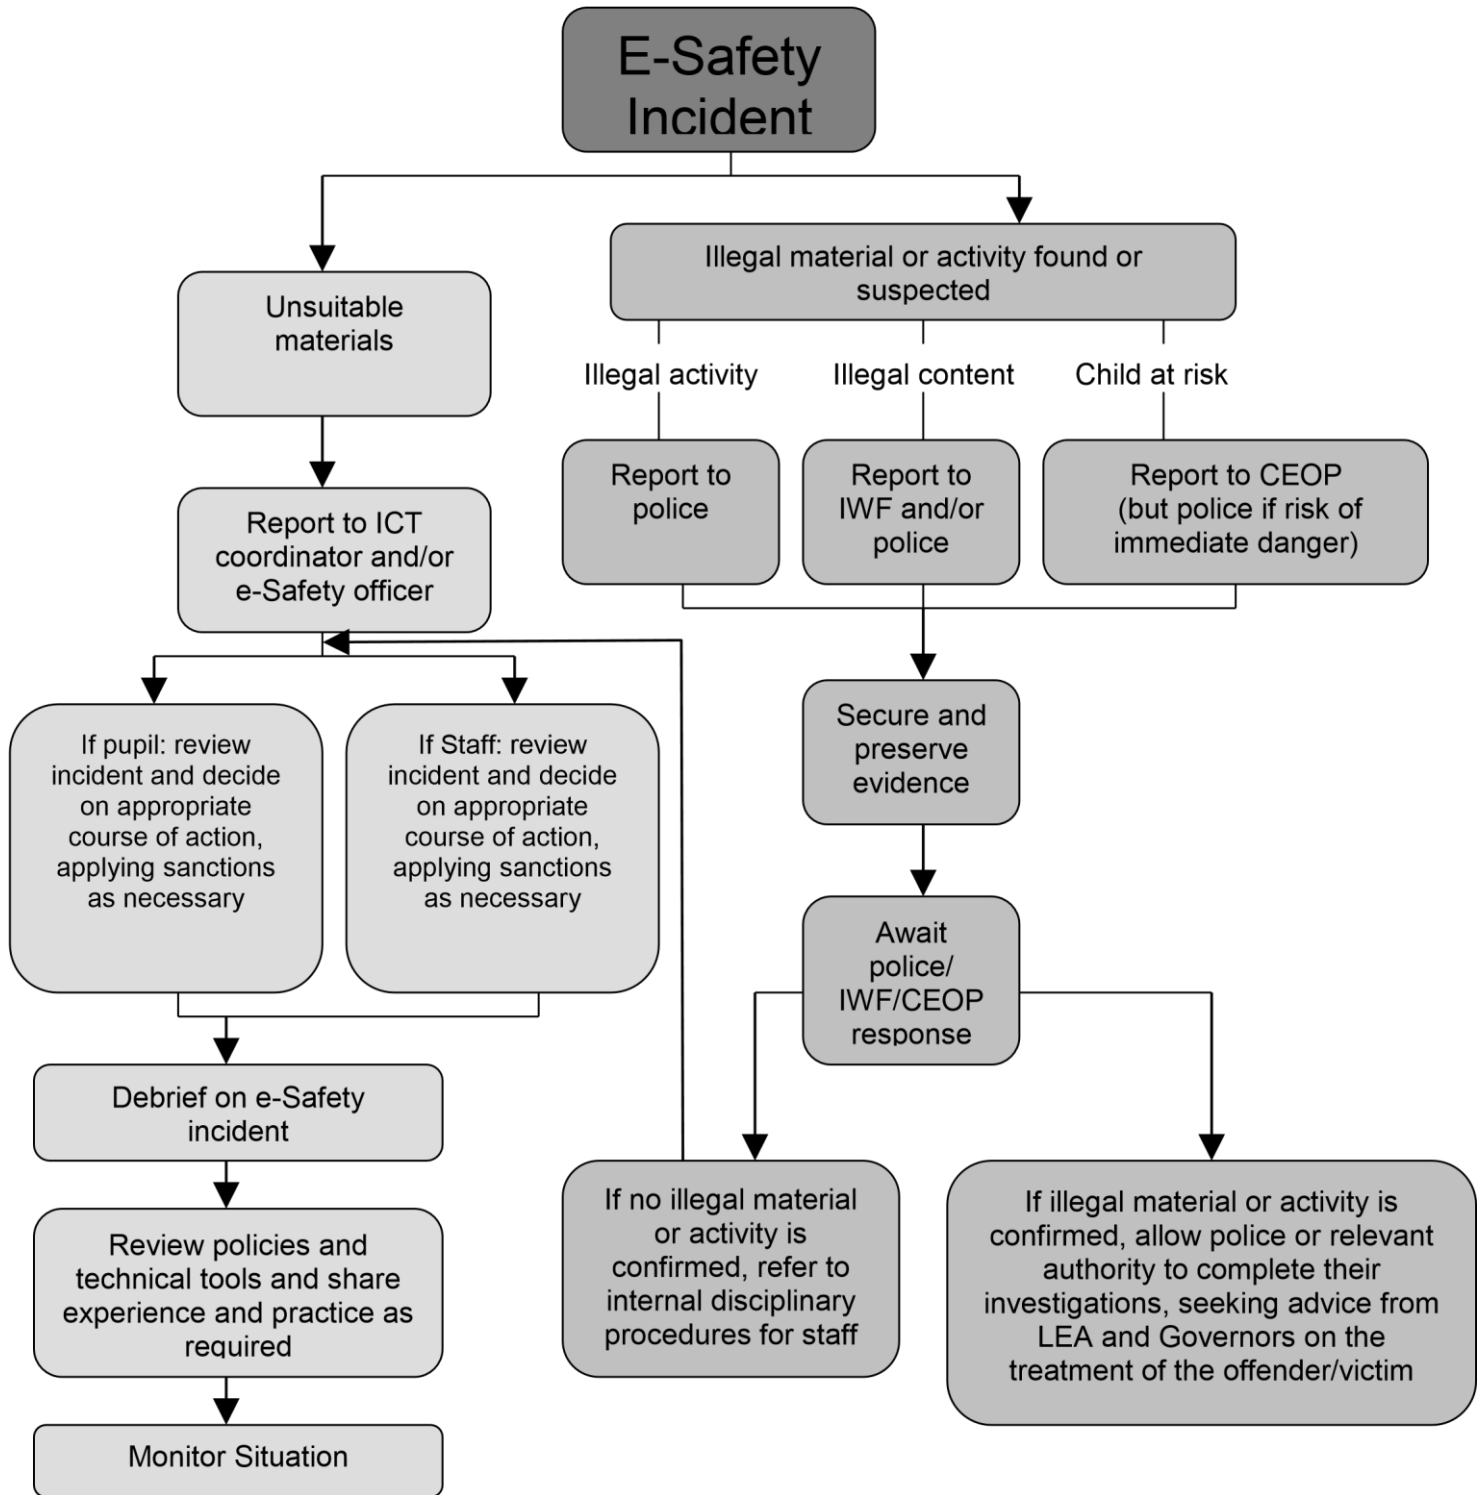 E-Safety
Incident
Illegal material or activity found or
suspected
Unsuitable
materials
Illegal activity
Illegal content
Child at risk
Report to
police
Report to
IWF and/or
police
Report to CEOP
(but police if risk of
immediate danger)
Report to ICT
coordinator and/or
e-Safety officer
If pupil: review
incident and decide
on appropriate
course of action,
applying sanctions
as necessary
If Staff: review
incident and decide
on appropriate
course of action,
applying sanctions
as necessary
Secure and
preserve
evidence
Await
police/
IWF/CEOP
response
Debrief on e-Safety
incident
Review policies and
technical tools and share
experience and practice as
required
Monitor Situation
If no illegal material
or activity is
confirmed, refer to
internal disciplinary
procedures for staff
If illegal material or activity is
confirmed, allow police or relevant
authority to complete their
investigations, seeking advice from
LEA and Governors on the
treatment of the offender/victim